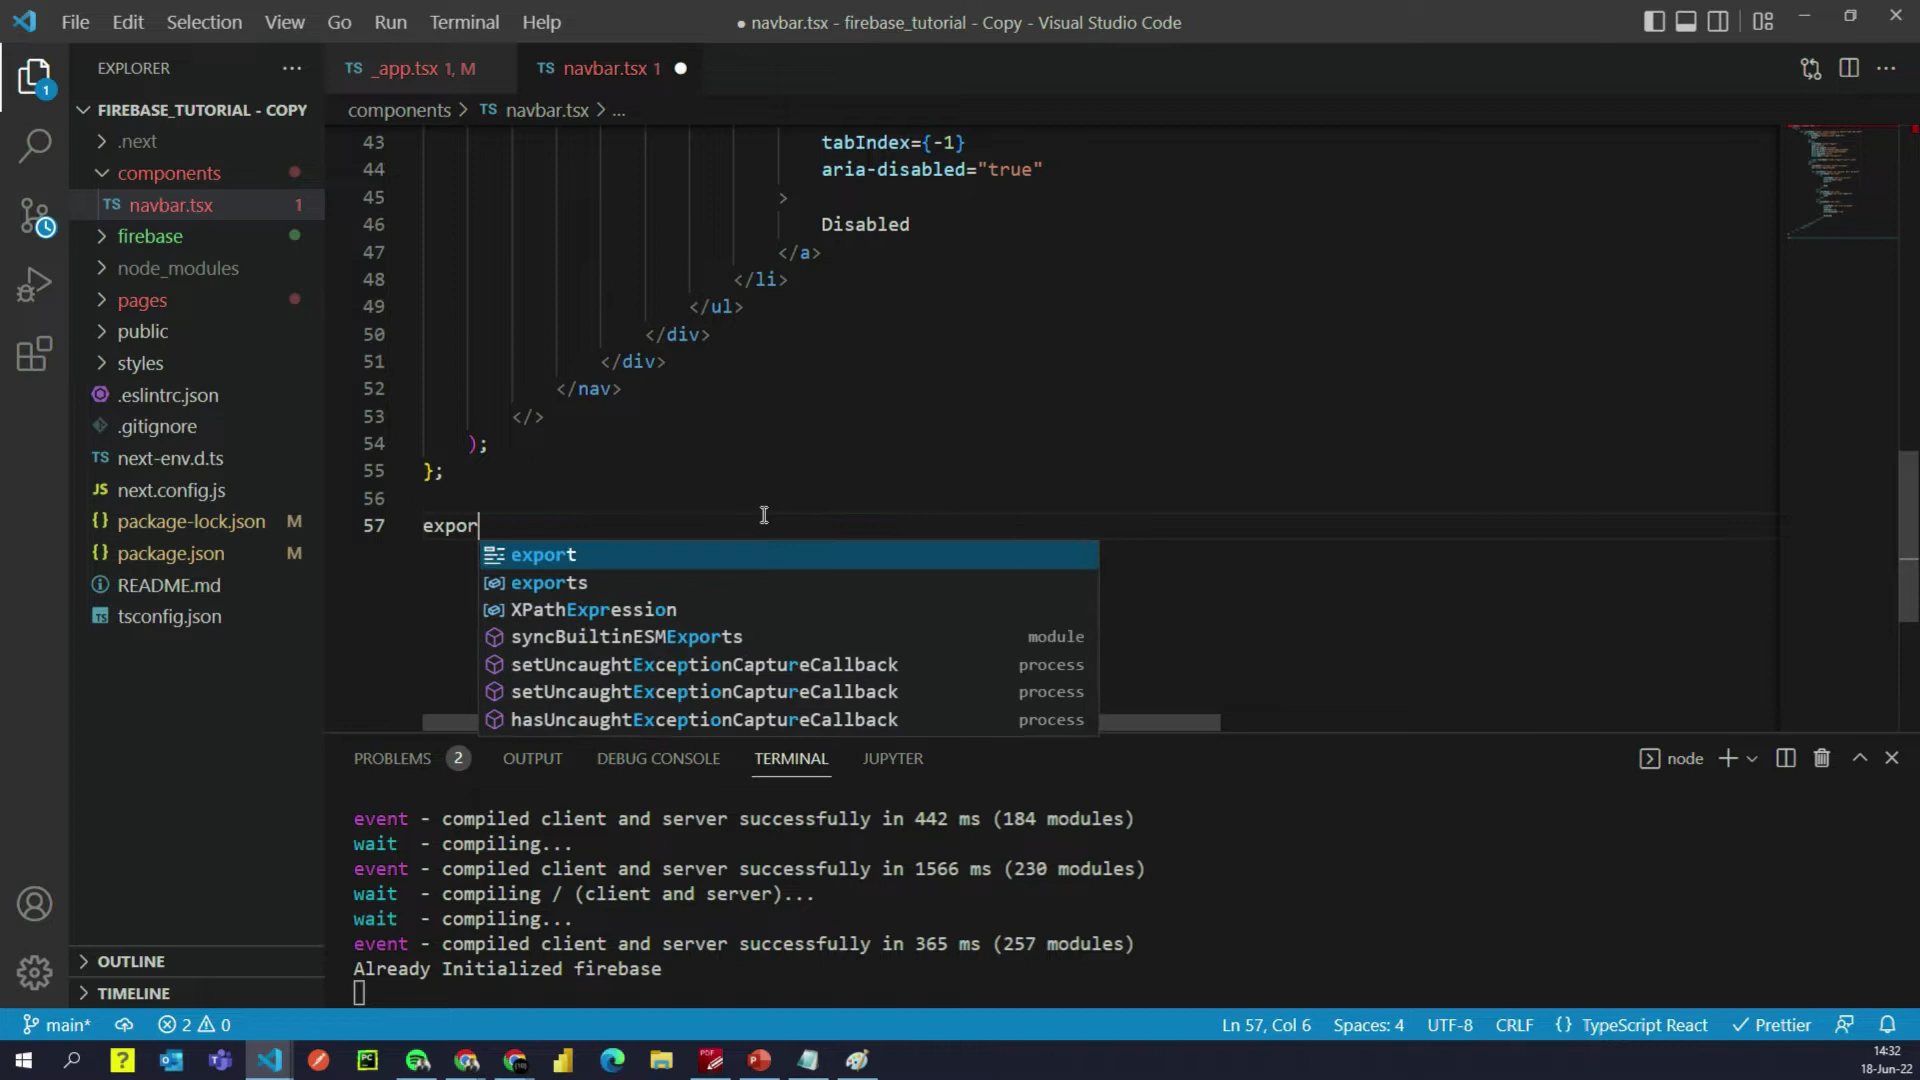 File Edit Selection View Go Run Terminal Help
● navbar.tsx - firebase_tutorial - Copy - Visual Studio Code
EXPLORER
FIREBASE_TUTORIAL - COPY
.next
components
TS navbar.tsx 1
firebase
node_modules
pages
public
styles
.eslintrc.json
.gitignore
TS next-env.d.ts
JS next.config.js
{} package-lock.json M
{} package.json M
README.md
TS tsconfig.json
OUTLINE
TIMELINE
1
TS _app.tsx 1, M
TS navbar.tsx 1
components > TS navbar.tsx > ...
43 tabIndex={-1}
44 aria-disabled="true"
45 >
46 Disabled
47 </a>
48 </li>
49 </ul>
50 </div>
51 </div>
52 </nav>
53 </>
54 );
55 };
56
57 expor
export
exports
XPathExpression
syncBuiltinESMExports module
setUncaughtExceptionCaptureCallback process
setUncaughtExceptionCaptureCallback process
hasUncaughtExceptionCaptureCallback process
PROBLEMS 2 OUTPUT DEBUG CONSOLE TERMINAL JUPYTER
node
event - compiled client and server successfully in 442 ms (184 modules)
wait - compiling...
event - compiled client and server successfully in 1566 ms (230 modules)
wait - compiling / (client and server)...
wait - compiling...
event - compiled client and server successfully in 365 ms (257 modules)
Already Initialized firebase
main* 2 0
Ln 57, Col 6 Spaces: 4 UTF-8 CRLF {} TypeScript React Prettier
14:32
18-Jun-22